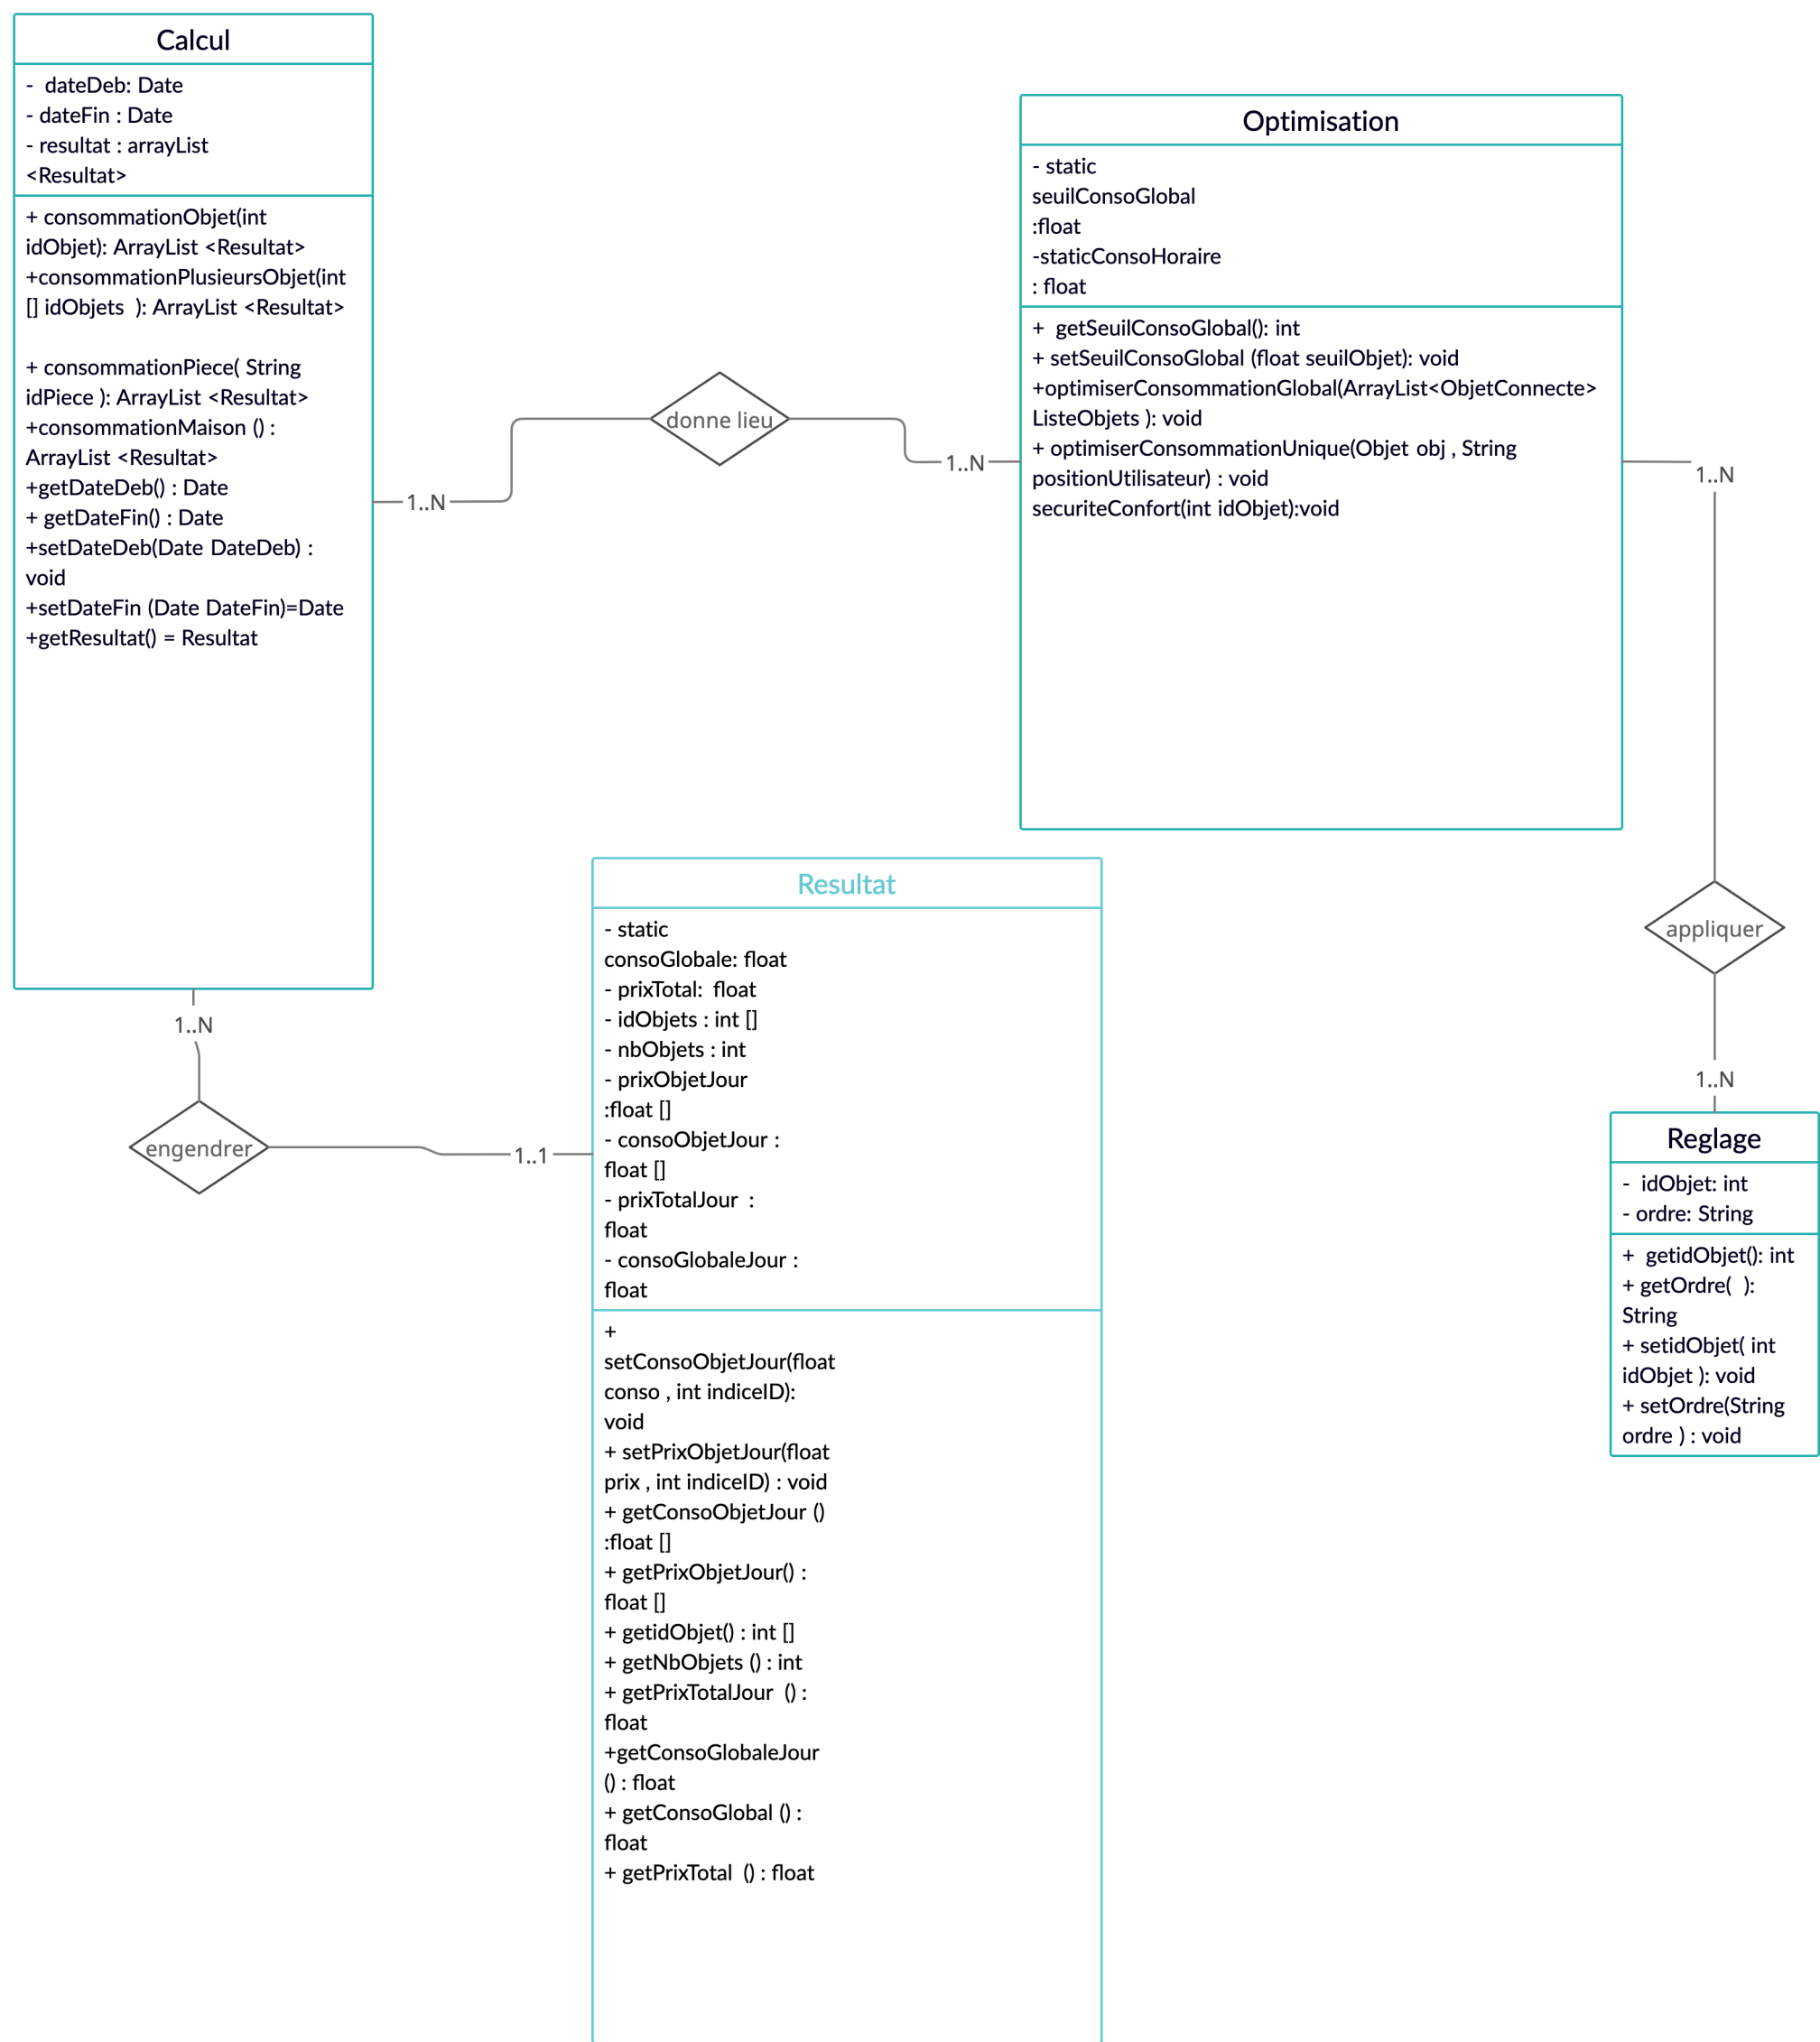 Calcul
-  dateDeb: Date
- dateFin : Date
- resultat : arrayList
<Resultat>
+ consommationObjet(int
idObjet): ArrayList <Resultat>
+consommationPlusieursObjet(int
[] idObjets  ): ArrayList <Resultat>
+ consommationPiece( String
idPiece ): ArrayList <Resultat>
+consommationMaison () :
ArrayList <Resultat>
+getDateDeb() : Date
+ getDateFin() : Date
+setDateDeb(Date DateDeb) :
void
+setDateFin (Date DateFin)=Date
+getResultat() = Resultat
1..N
donne lieu
1..N
Optimisation
- static
seuilConsoGlobal
:float
-staticConsoHoraire
: float
+  getSeuilConsoGlobal(): int
+ setSeuilConsoGlobal (float seuilObjet): void
+optimiserConsommationGlobal(ArrayList<ObjetConnecte>
ListeObjets ): void
+ optimiserConsommationUnique(Objet obj , String
positionUtilisateur) : void
securiteConfort(int idObjet):void
1..N
appliquer
1..N
1..N
engendrer
1..1
Resultat
- static
consoGlobale: float
- prixTotal:  float
- idObjets : int []
- nbObjets : int
- prixObjetJour
:float []
- consoObjetJour :
float []
- prixTotalJour  :
float
- consoGlobaleJour :
float
+
setConsoObjetJour(float
conso , int indiceID):
void
+ setPrixObjetJour(float
prix , int indiceID) : void
+ getConsoObjetJour ()
:float []
+ getPrixObjetJour() :
float []
+ getidObjet() : int []
+ getNbObjets () : int
+ getPrixTotalJour  () :
float
+getConsoGlobaleJour
() : float
+ getConsoGlobal () :
float
+ getPrixTotal  () : float
Reglage
-  idObjet: int
- ordre: String
+  getidObjet(): int
+ getOrdre(  ):
String
+ setidObjet( int
idObjet ): void
+ setOrdre(String
ordre ) : void